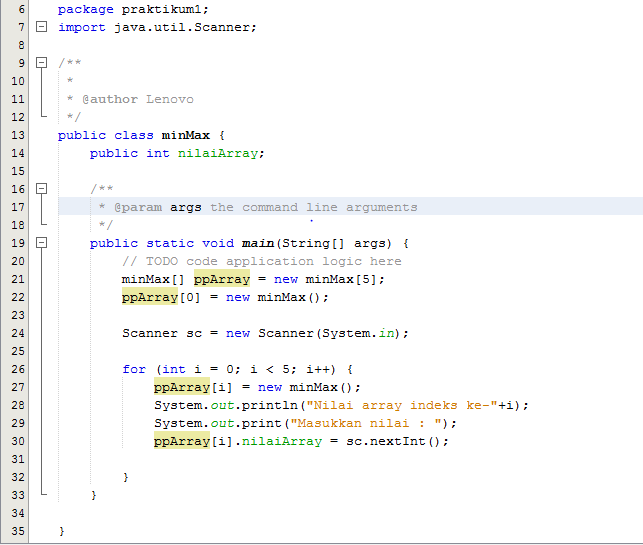 6 package praktikum1;
7 import java.util.Scanner;
8
9 /**
10 *
11 * @author Lenovo
12 */
13 public class minMax {
14 public int nilaiArray;
15
16 /**
17 * @param args the command line arguments
18 */
19 public static void main(String[] args) {
20 // TODO code application logic here
21 minMax[] ppArray = new minMax[5];
22 ppArray[0] = new minMax();
23
24 Scanner sc = new Scanner(System.in);
25
26 for (int i = 0; i < 5; i++) {
27 ppArray[i] = new minMax();
28 System.out.println("Nilai array indeks ke-"+i);
29 System.out.print("Masukkan nilai : ");
30 ppArray[i].nilaiArray = sc.nextInt();
31
32 }
33 }
34
35 }